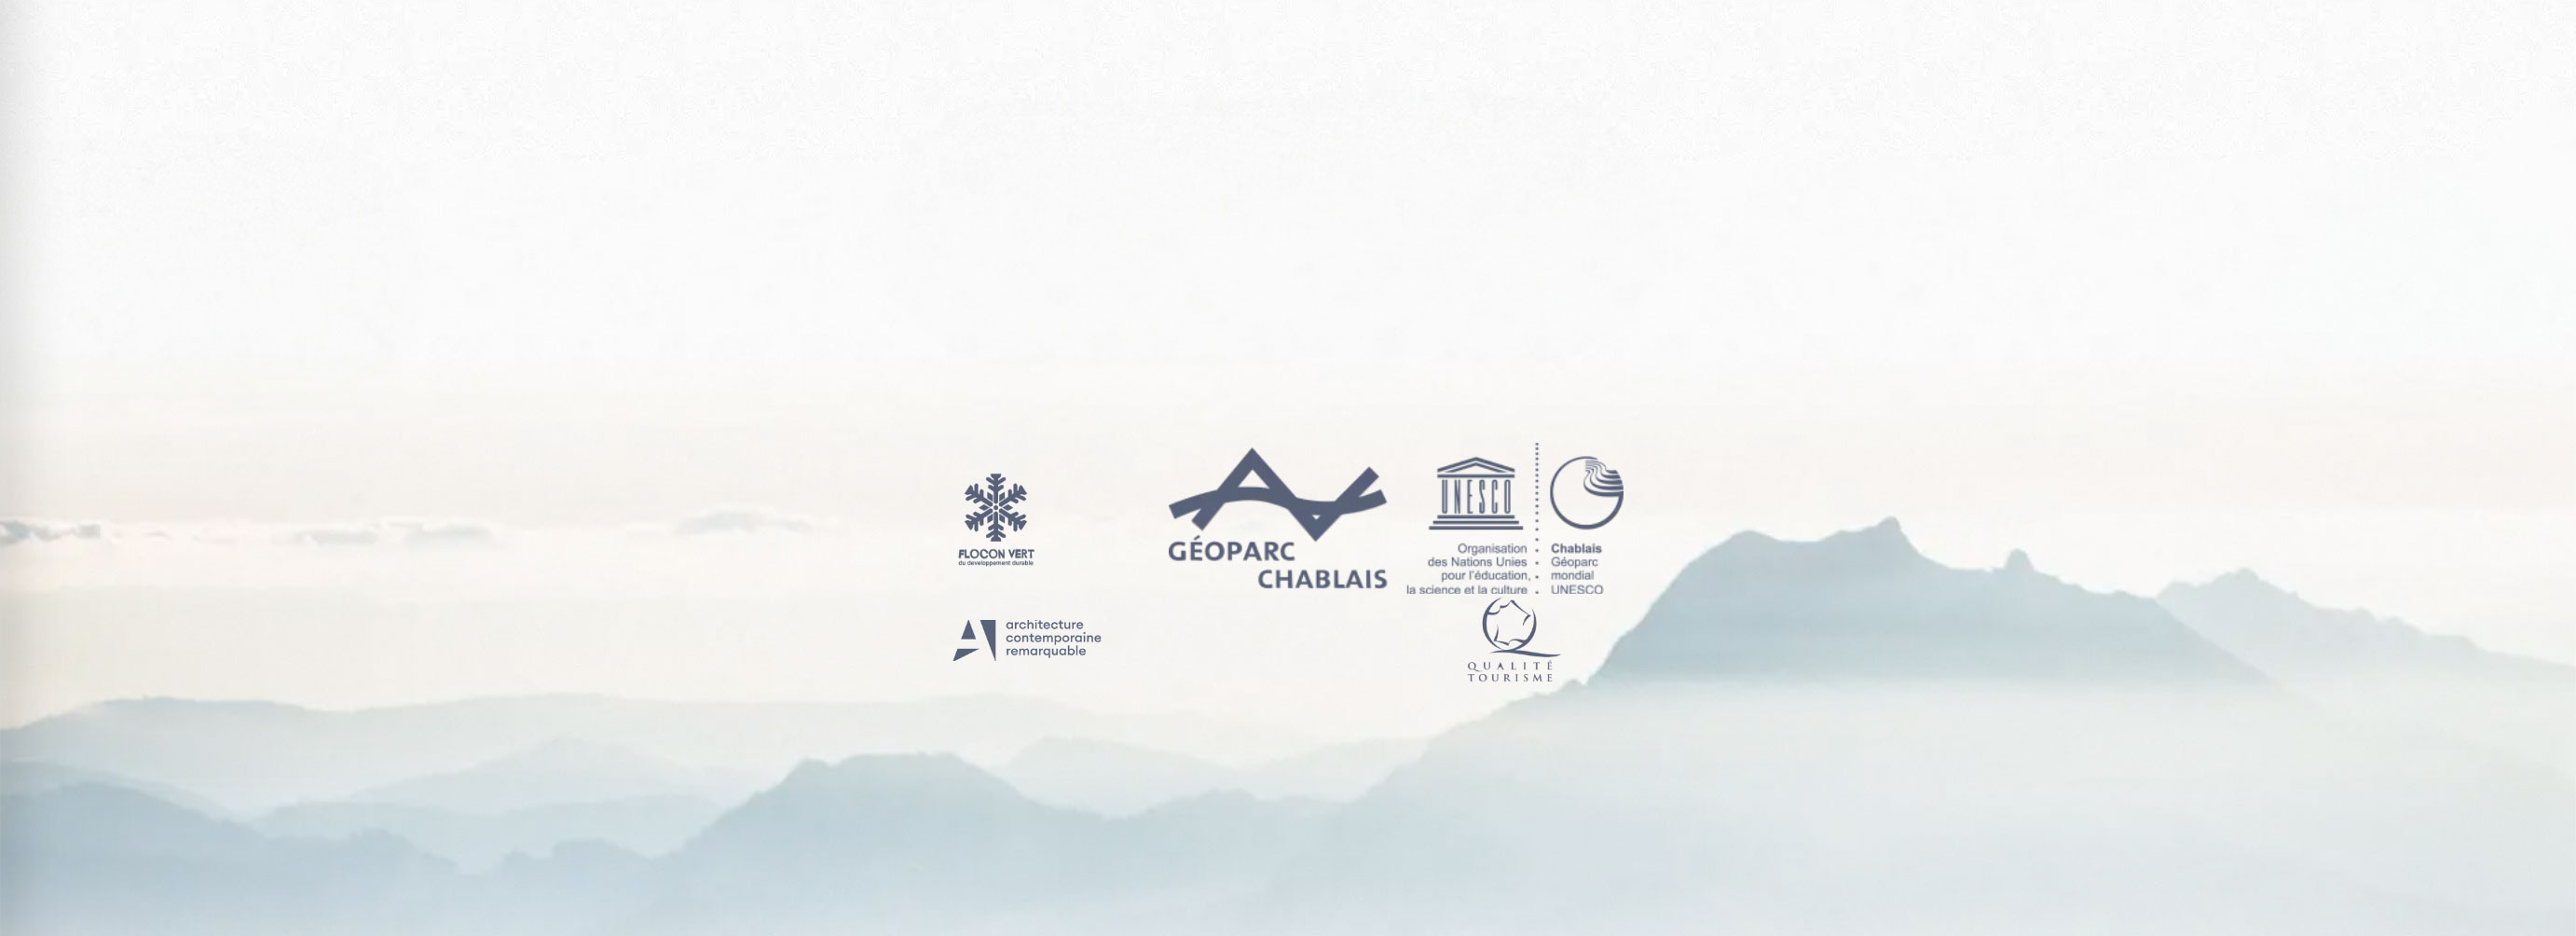 FLOCON VERT
du developpement durable
GÉOPARC
CHABLAIS
UNESCO
Organisation
des Nations Unies
pour l'éducation,
la science et la culture
Chablais
Géoparc
mondial
UNESCO
architecture
contemporaine
remarquable
QUALITÉ
TOURISME